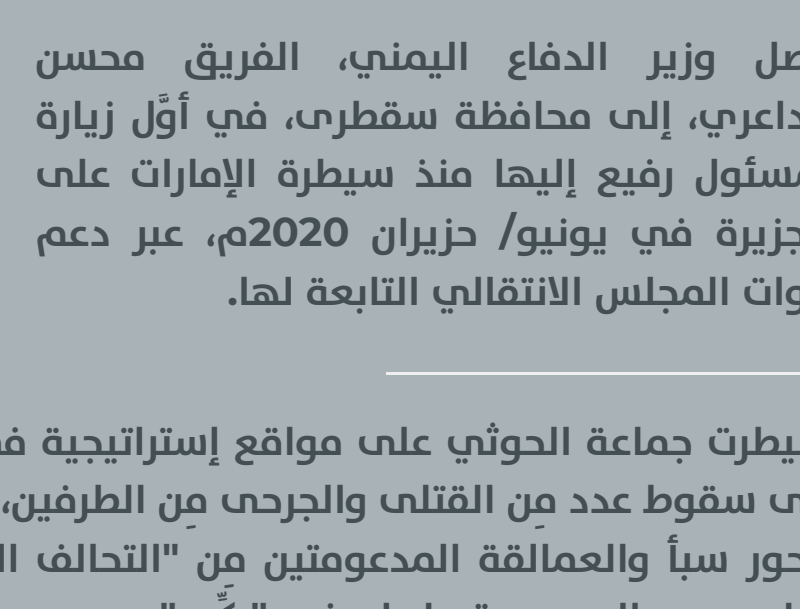 صل وزير الدفاع اليمني، الفريق محسن
داعري، إلى محافظة سقطرى، في أوَّل زيارة
مسئول رفيع إليها منذ سيطرة الإمارات على
جزيرة في يونيو/ حزيران 2020م، عبر دعم
وات المجلس الانتقالي التابعة لها.
يطرت جماعة الحوثي على مواقع إستراتيجية
سقوط عدد مِن القتلى والجرحى مِن الطرفين،
حور سبأ والعمالقة المدعومتين مِن "التحالف